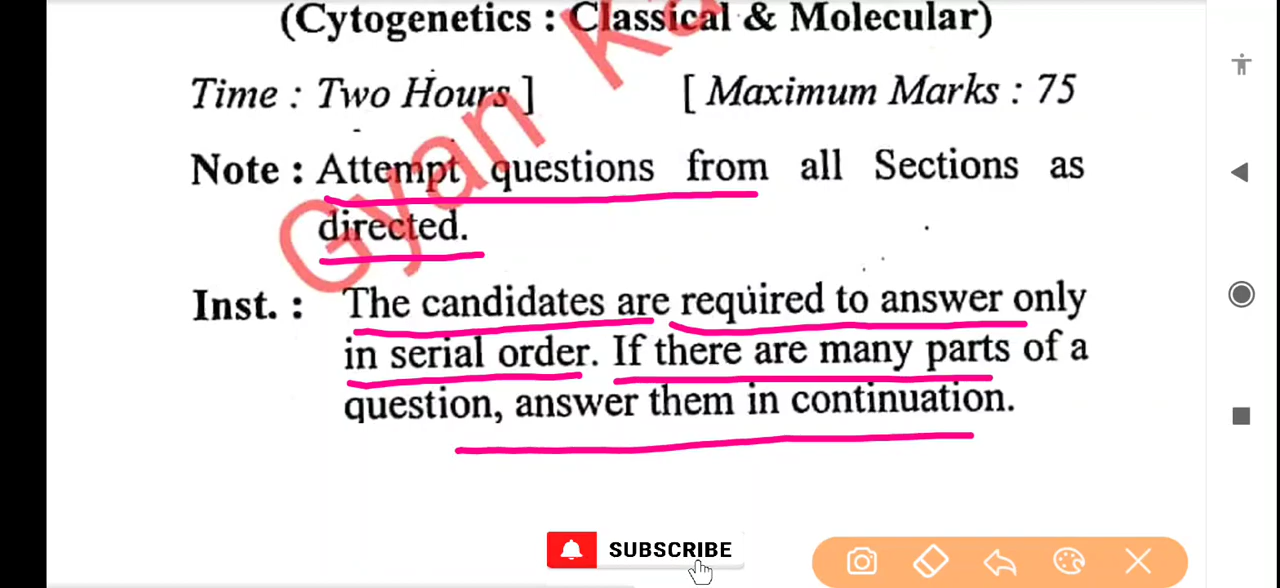 (Cytogenetics : Classical & Molecular)
Time : Two Hours ] [ Maximum Marks : 75
Note : Attempt questions from all Sections as
directed.
Inst. : The candidates are required to answer only
in serial order. If there are many parts of a
question, answer them in continuation.
Gyan
SUBSCRIBE